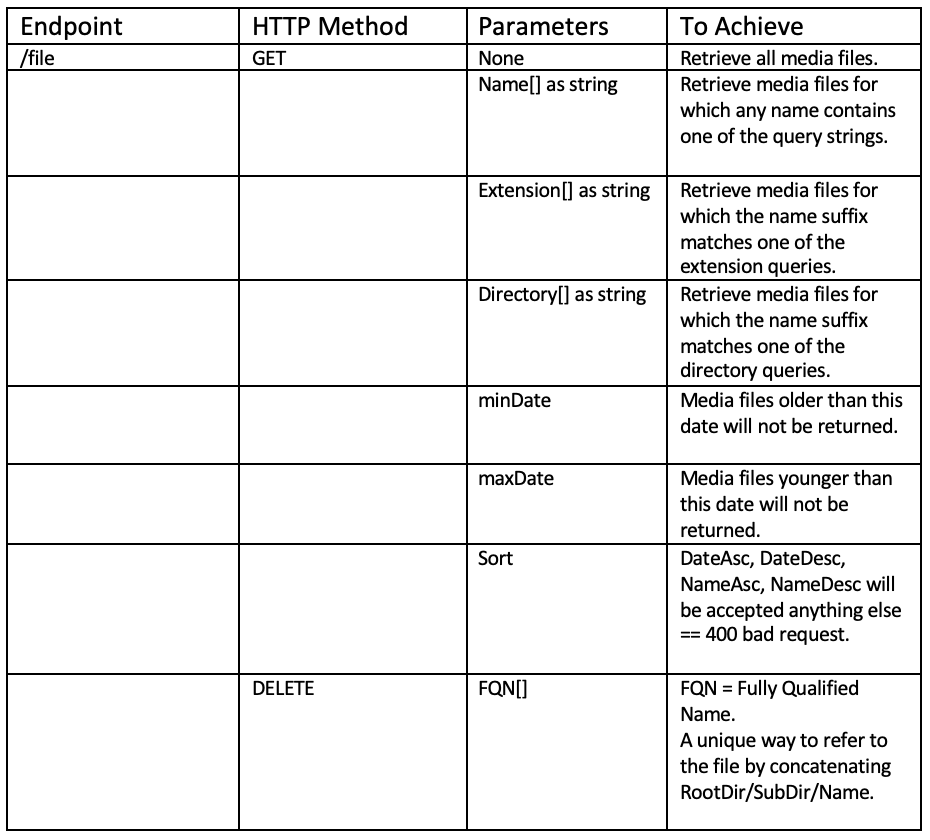 Endpoint HTTP Method Parameters To Achieve
/file GET None Retrieve all media files.
Name[] as string Retrieve media files for
which any name contains
one of the query strings.
Extension[] as string Retrieve media files for
which the name suffix
matches one of the
extension queries.
Directory[] as string Retrieve media files for
which the name suffix
matches one of the
directory queries.
minDate Media files older than this
date will not be returned.
maxDate Media files younger than
this date will not be
returned.
Sort DateAsc, DateDesc,
NameAsc, NameDesc will
be accepted anything else
== 400 bad request.
DELETE FQN[] FQN = Fully Qualified
Name.
A unique way to refer to
the file by concatenating
RootDir/SubDir/Name.